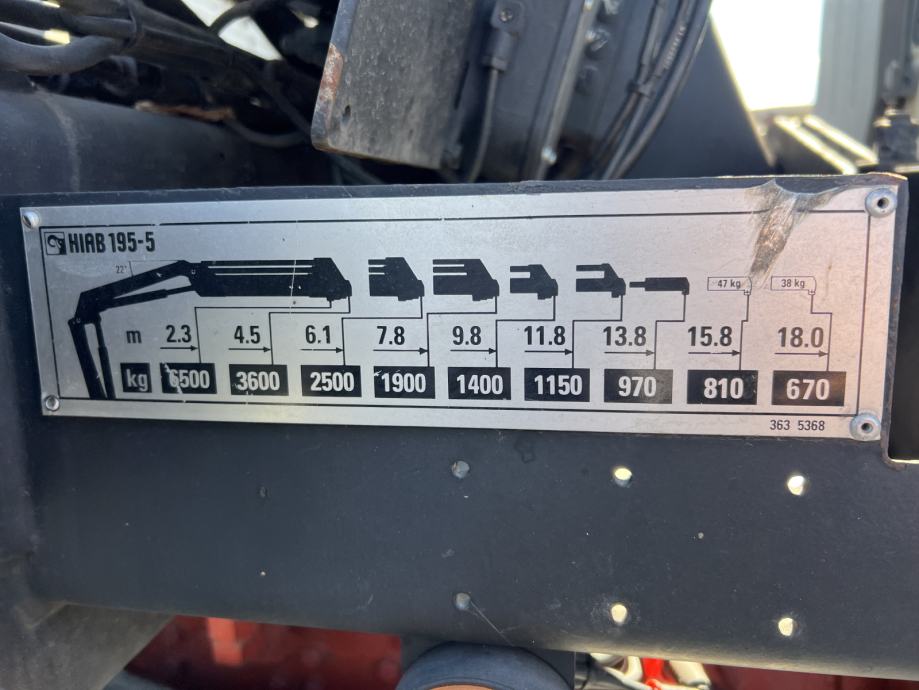 HIAB 195-5
22°
47 kg 38 kg
m 2.3 4.5 6.1 7.8 9.8 11.8 13.8 15.8 18.0
kg 6500 3600 2500 1900 1400 1150 970 810 670
363 5368